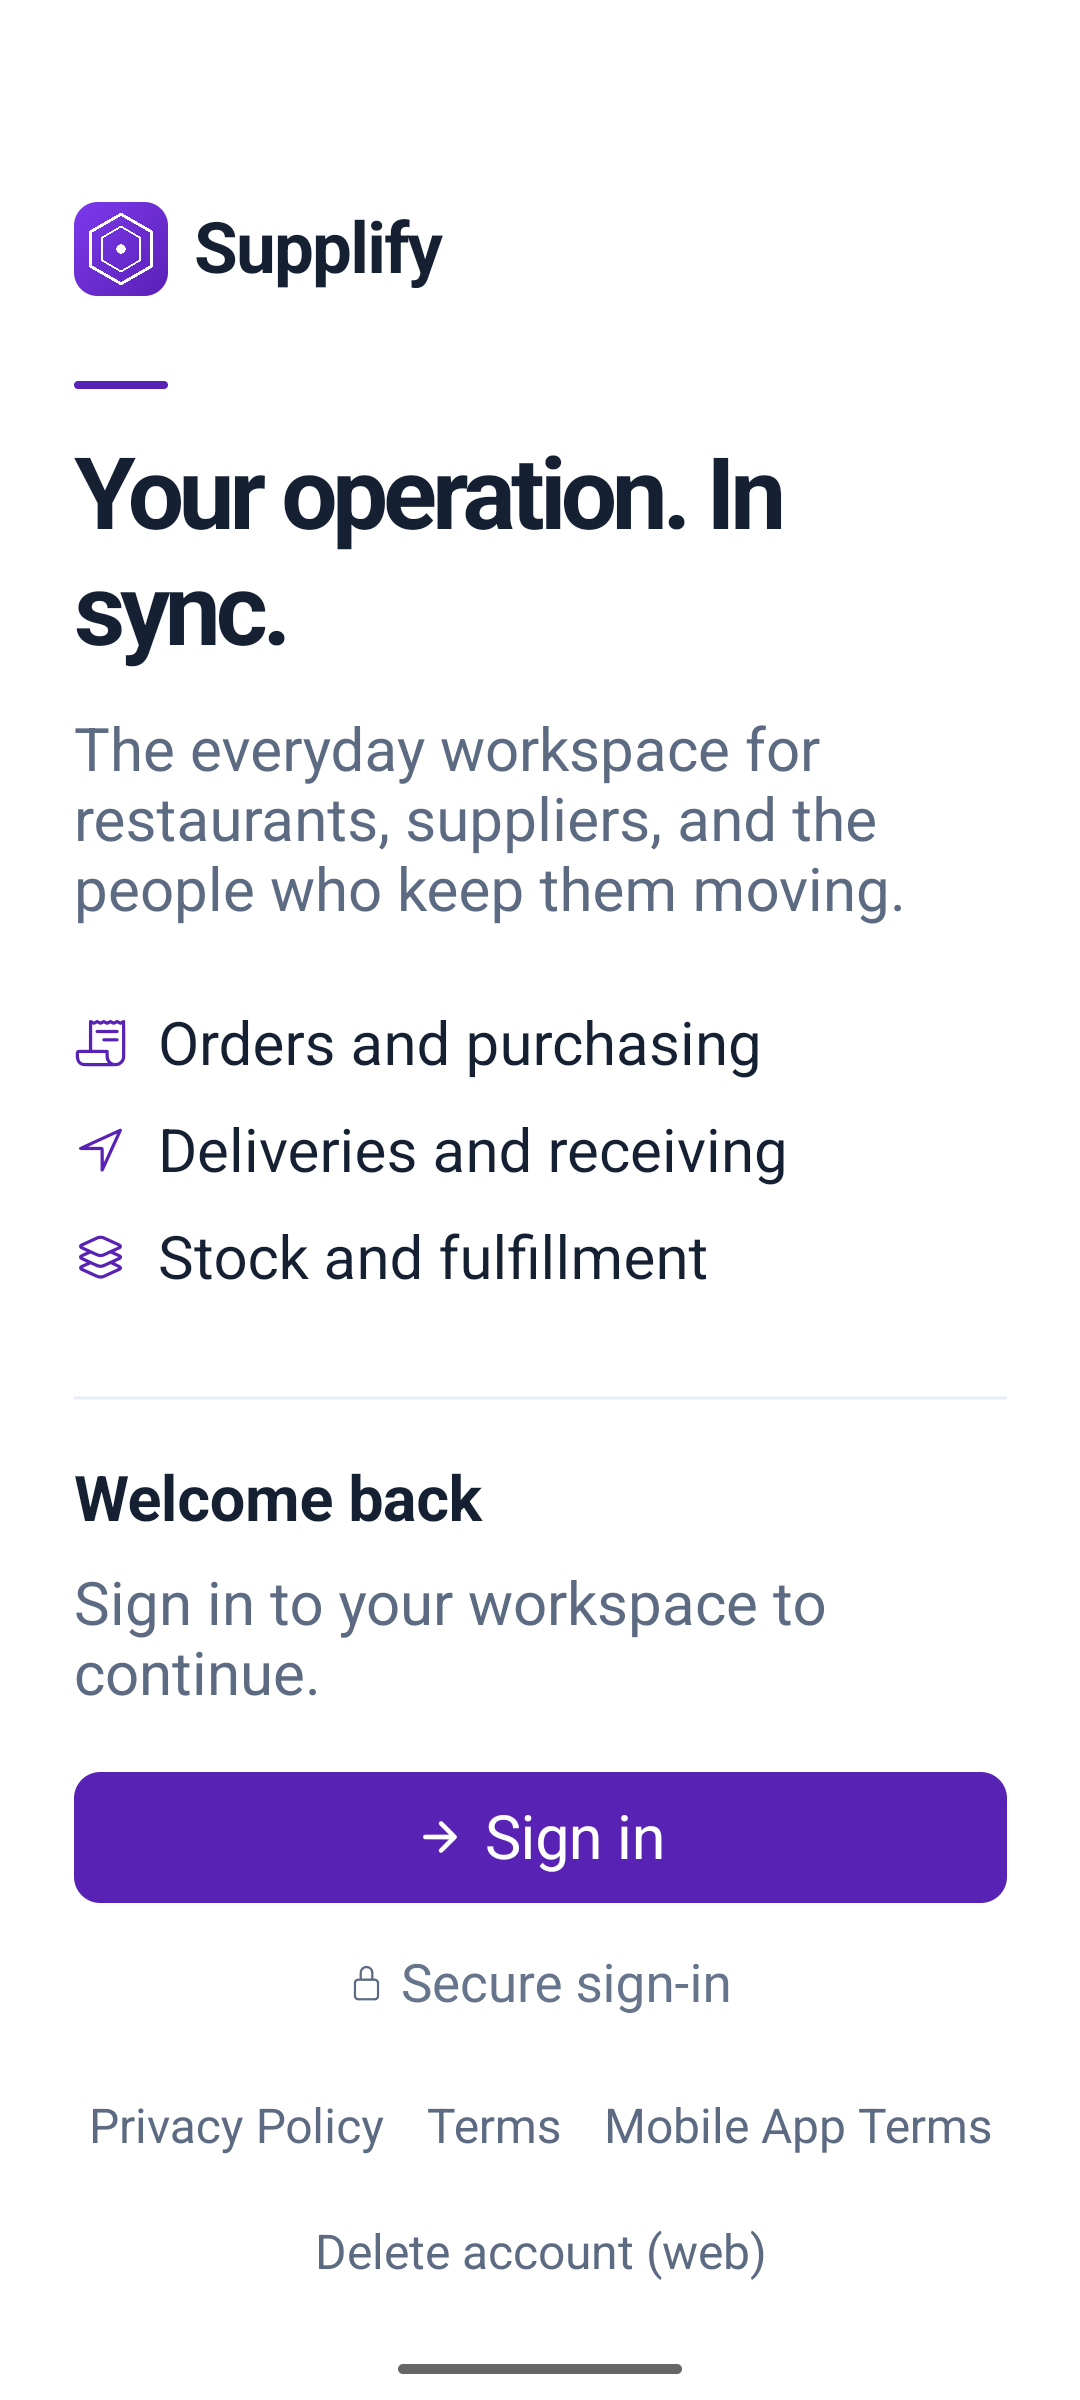 Supplify
Your operation. In
sync.
The everyday workspace for
restaurants, suppliers, and the
people who keep them moving.
Orders and purchasing
Deliveries and receiving
Stock and fulfillment
Welcome back
Sign in to your workspace to
continue.
Sign in
Secure sign-in
Privacy Policy Terms Mobile App Terms
Delete account (web)